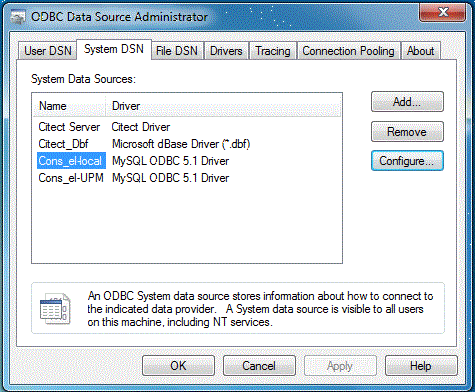 ODBC Data Source Administrator
User DSN System DSN File DSN Drivers Tracing Connection Pooling About
System Data Sources:
Name Driver
Citect Server Citect Driver
Citect_Dbf Microsoft dBase Driver (*.dbf)
Cons_el-local MySQL ODBC 5.1 Driver
Cons_el-UPM MySQL ODBC 5.1 Driver
Add...
Remove
Configure...
An ODBC System data source stores information about how to connect to
the indicated data provider. A System data source is visible to all users
on this machine, including NT services.
OK Cancel Apply Help